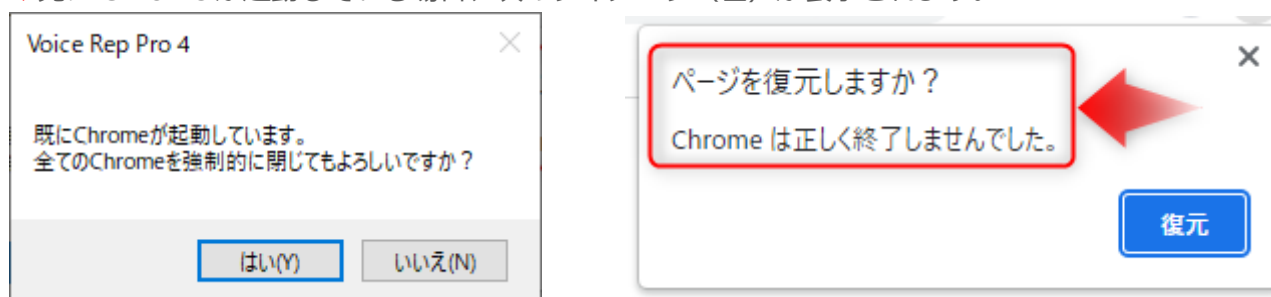 Voice Rep Pro 4
既にChromeが起動しています。
全てのChromeを強制的に閉じてもよろしいですか？
はい(Y)
いいえ(N)
ページを復元しますか？
Chrome は正しく終了しませんでした。
復元